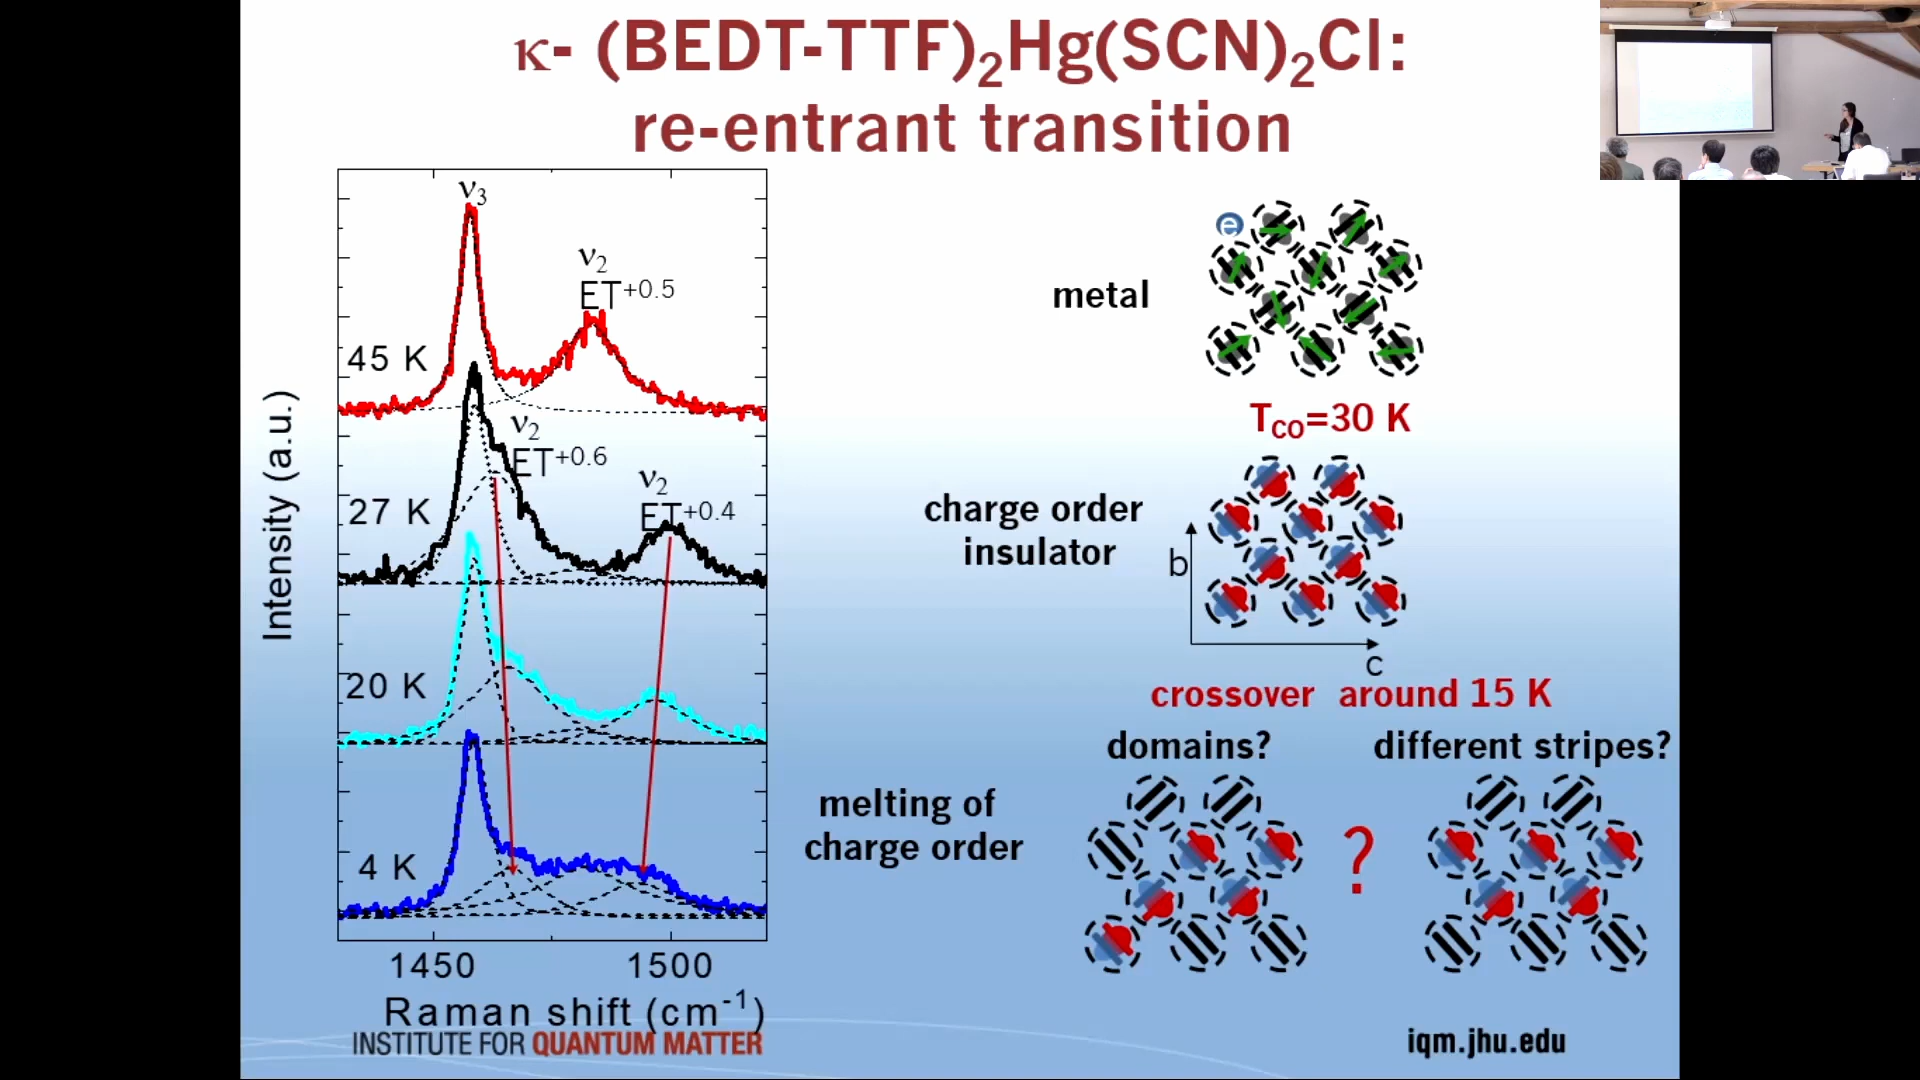 κ- (BEDT-TTF)₂Hg(SCN)₂Cl:
re-entrant transition
ν₃
ν₂
ET⁺⁰·⁵
45 K
ν₂
ET⁺⁰·⁶
ν₂
ET⁺⁰·⁴
27 K
20 K
4 K
Intensity (a.u.)
1450 1500
Raman shift (cm⁻¹)
e
metal
T_CO=30 K
charge order
insulator
b
c
crossover around 15 K
domains? different stripes?
melting of
charge order
?
INSTITUTE FOR QUANTUM MATTER
iqm.jhu.edu